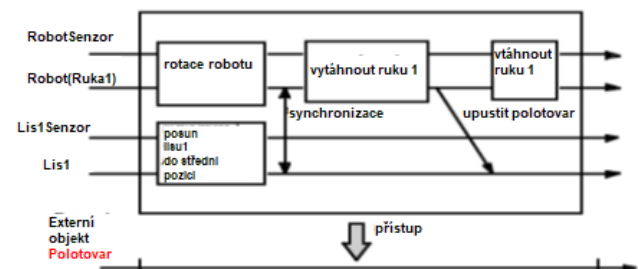 RobotSenzor
rotace robotu
vytáhnout ruku 1
vtáhnout
ruku 1
Robot(Ruka1)
synchronizace
upustit polotovar
Lis1Senzor
posun
lisu1
do střední
pozici
Lis1
Externí
objekt
Polotovar
přístup